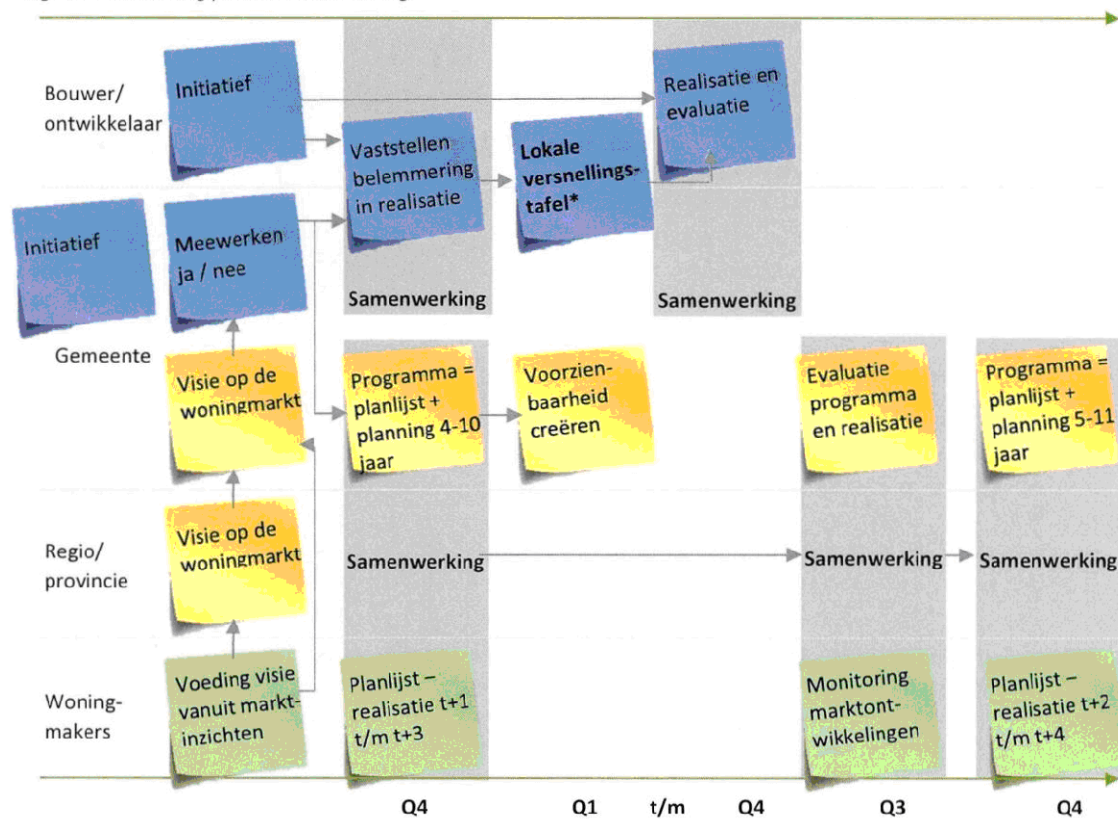 Bouwer/
ontwikkelaar
Initiatief
Vaststellen
belemmering
in realisatie
Lokale
versnellings-
tafel*
Realisatie en
evaluatie
Initiatief
Meewerken
ja / nee
Samenwerking
Samenwerking
Gemeente
Visie op de
woningmarkt
Programma =
planlijst +
planning 4-10
jaar
Voorzien-
baarheid
creëren
Evaluatie
programma
en realisatie
Programma =
planlijst +
planning 5-11
jaar
Regio/
provincie
Visie op de
woningmarkt
Samenwerking
Samenwerking
Samenwerking
Woning-
makers
Voeding visie
vanuit markt-
inzichten
Planlijst –
realisatie t+1
t/m t+3
Monitoring
marktont-
wikkelingen
Planlijst –
realisatie t+2
t/m t+4
Q4
Q1
t/m
Q4
Q3
Q4